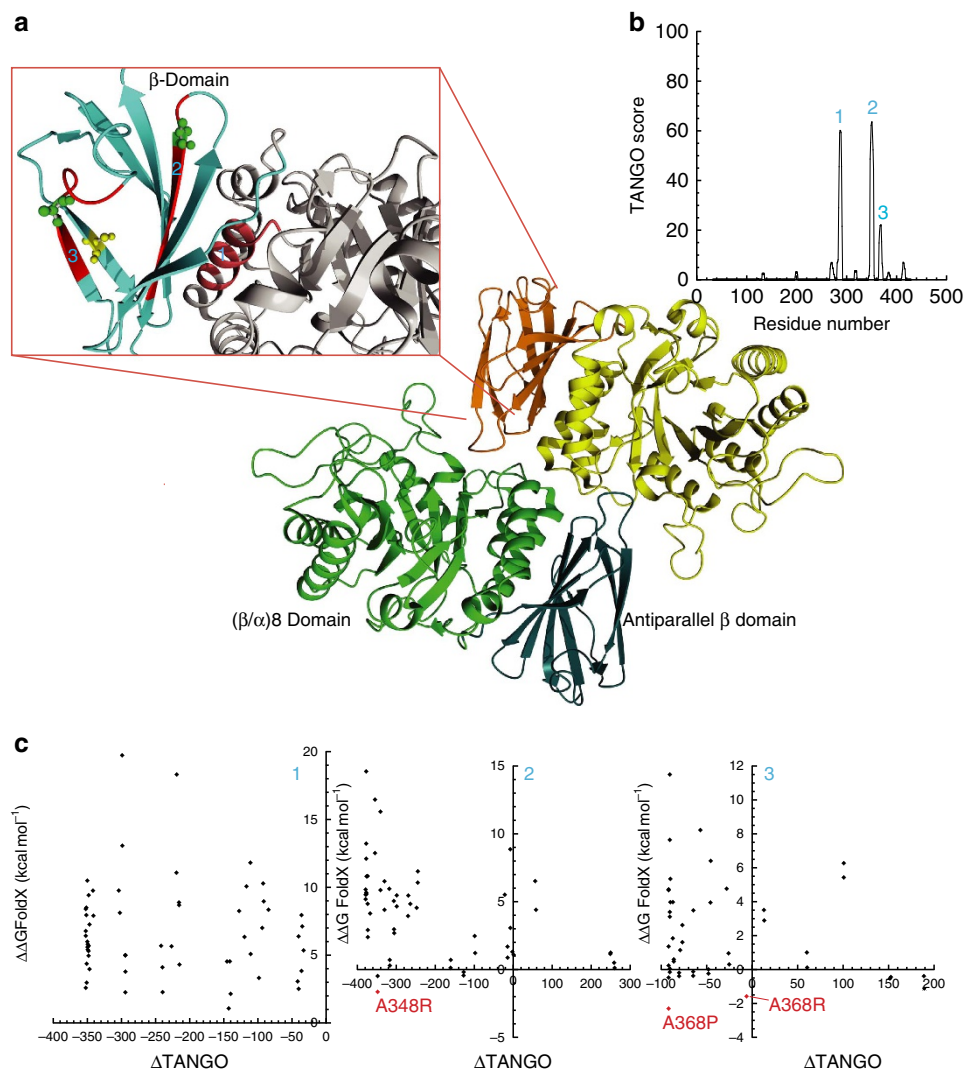 a
β-Domain
2
3
1
b
100
80
60
40
20
0
TANGO score
1
2
3
0 100 200 300 400 500
Residue number
(β/α)8 Domain
Antiparallel β domain
c
ΔΔGFoldX (kcal mol⁻¹)
1
20
15
10
5
0
−400 −350 −300 −250 −200 −150 −100 −50 0
ΔTANGO
ΔΔG FoldX (kcal mol⁻¹)
2
15
10
5
0
−5
−400 −300 −200 −100 0 100 200 300
A348R
ΔTANGO
ΔΔG FoldX (kcal mol⁻¹)
3
12
10
8
6
4
2
0
−2
−4
−100 −50 0 50 100 150 200
A368R
A368P
ΔTANGO